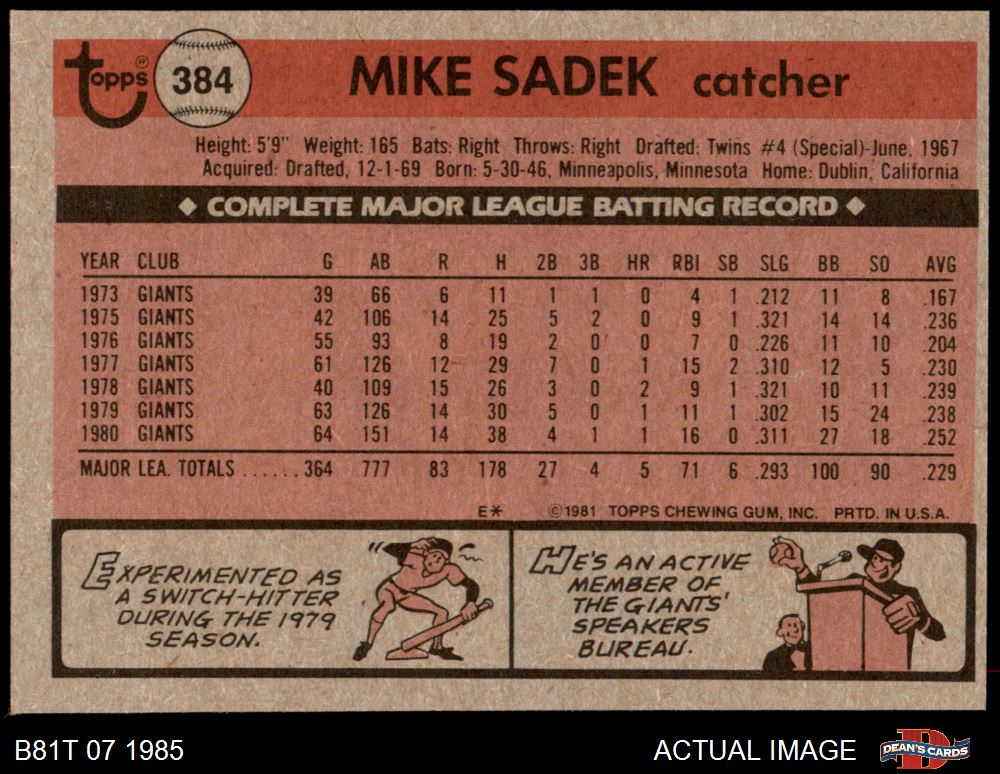 topps® 384 MIKE SADEK catcher
Height: 5'9" Weight: 165 Bats: Right Throws: Right Drafted: Twins #4 (Special)-June, 1967
Acquired: Drafted, 12-1-69 Born: 5-30-46, Minneapolis, Minnesota Home: Dublin, California
◆ COMPLETE MAJOR LEAGUE BATTING RECORD ◆
YEAR CLUB G AB R H 2B 3B HR RBI SB SLG BB SO AVG
1973 GIANTS 39 66 6 11 1 1 0 4 1 .212 11 8 .167
1975 GIANTS 42 106 14 25 5 2 0 9 1 .321 14 14 .236
1976 GIANTS 55 93 8 19 2 0 0 7 0 .226 11 10 .204
1977 GIANTS 61 126 12 29 7 0 1 15 2 .310 12 5 .230
1978 GIANTS 40 109 15 26 3 0 2 9 1 .321 10 11 .239
1979 GIANTS 63 126 14 30 5 0 1 11 1 .302 15 24 .238
1980 GIANTS 64 151 14 38 4 1 1 16 0 .311 27 18 .252
MAJOR LEA. TOTALS ...... 364 777 83 178 27 4 5 71 6 .293 100 90 .229
E* ©1981 TOPPS CHEWING GUM, INC. PRTD. IN U.S.A.
EXPERIMENTED AS
A SWITCH-HITTER
DURING THE 1979
SEASON.
HE'S AN ACTIVE
MEMBER OF
THE GIANTS'
SPEAKERS
BUREAU.
B81T 07 1985 ACTUAL IMAGE DEAN'S CARDS